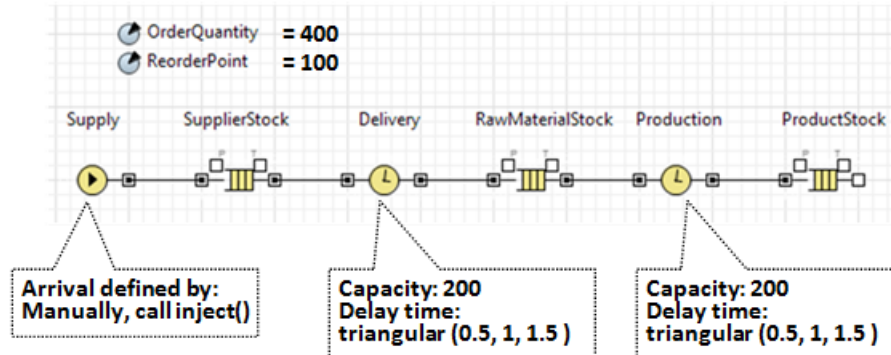 OrderQuantity = 400
ReorderPoint = 100
Supply SupplierStock Delivery RawMaterialStock Production ProductStock
Arrival defined by:
Manually, call inject()
Capacity: 200
Delay time:
triangular (0.5, 1, 1.5 )
Capacity: 200
Delay time:
triangular (0.5, 1, 1.5 )